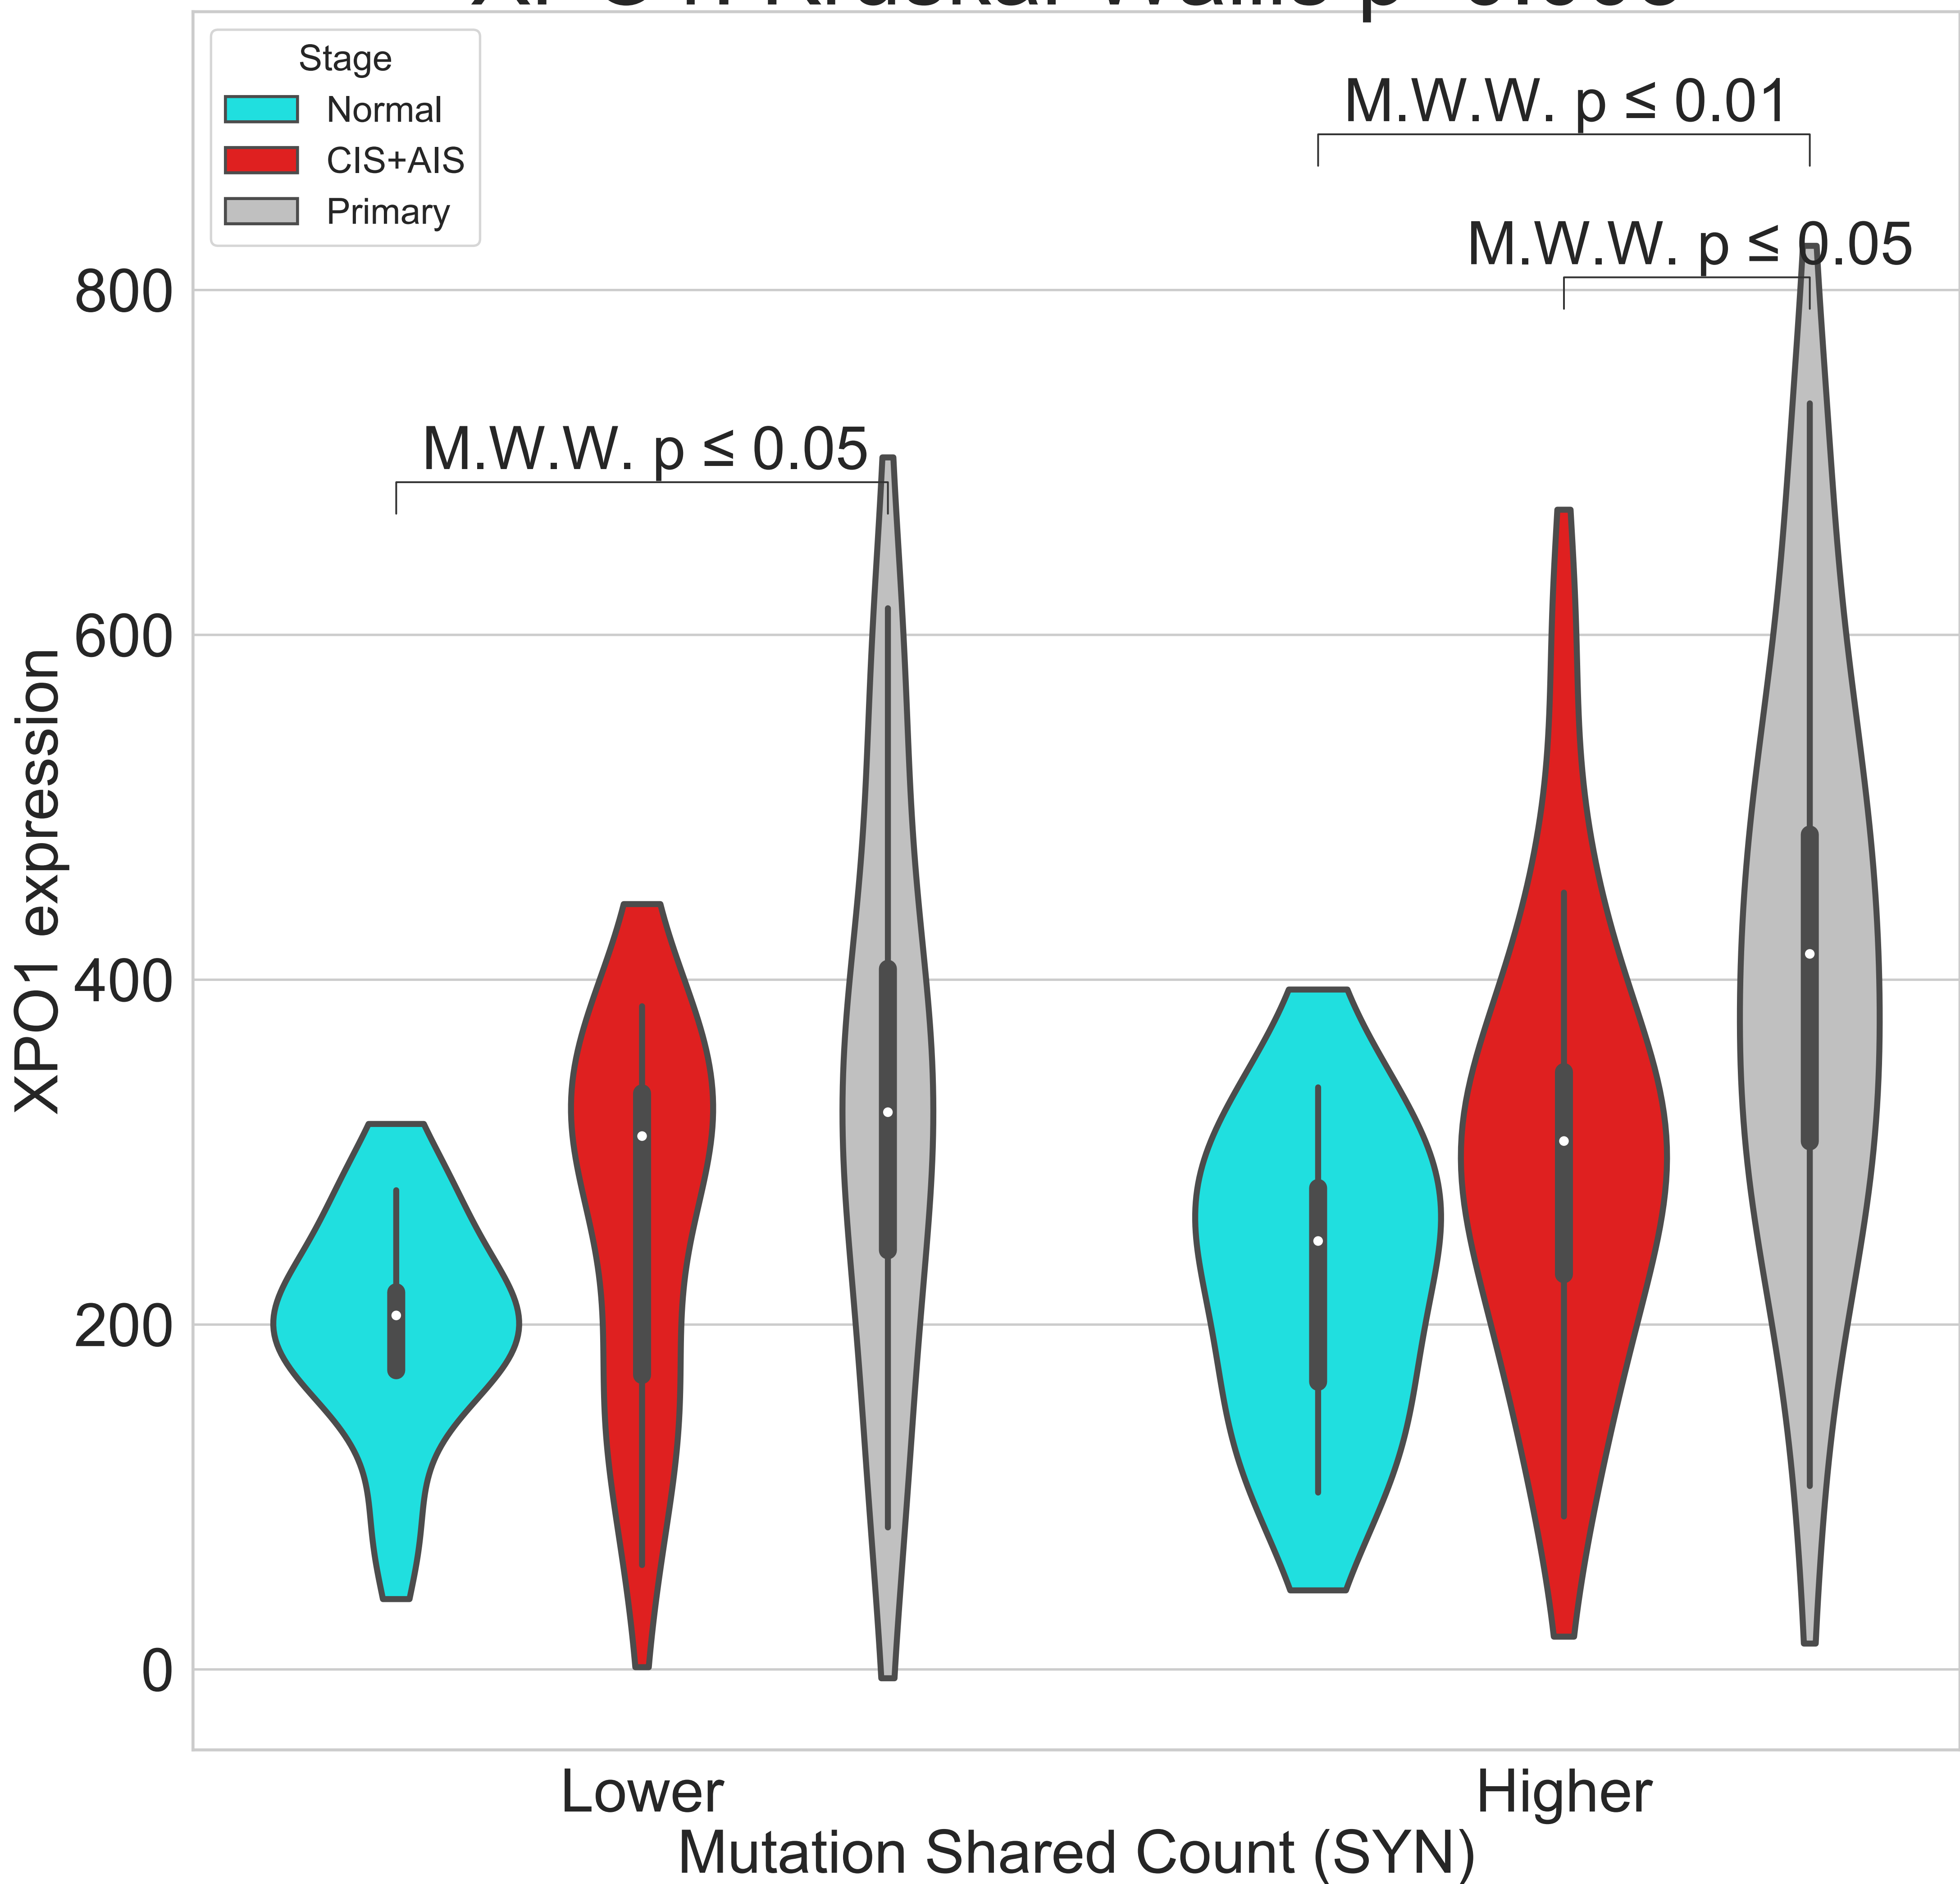 Stage
Normal
CIS+AIS
Primary
M.W.W. p ≤ 0.01
M.W.W. p ≤ 0.05
M.W.W. p ≤ 0.05
800
600
400
200
0
XPO1 expression
Lower
Higher
Mutation Shared Count (SYN)